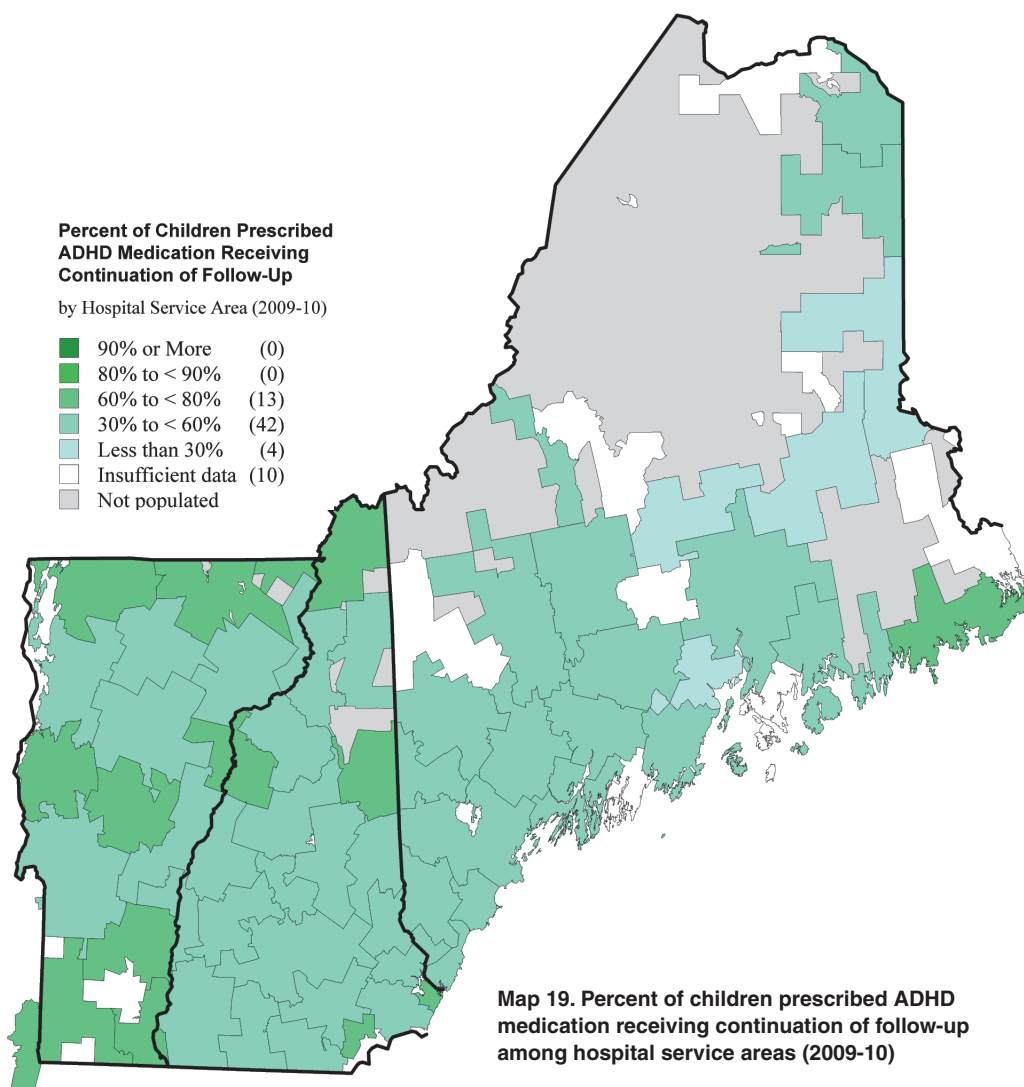 Percent of Children Prescribed
ADHD Medication Receiving
Continuation of Follow-Up
by Hospital Service Area (2009-10)
90% or More (0)
80% to < 90% (0)
60% to < 80% (13)
30% to < 60% (42)
Less than 30% (4)
Insufficient data (10)
Not populated
Map 19. Percent of children prescribed ADHD
medication receiving continuation of follow-up
among hospital service areas (2009-10)